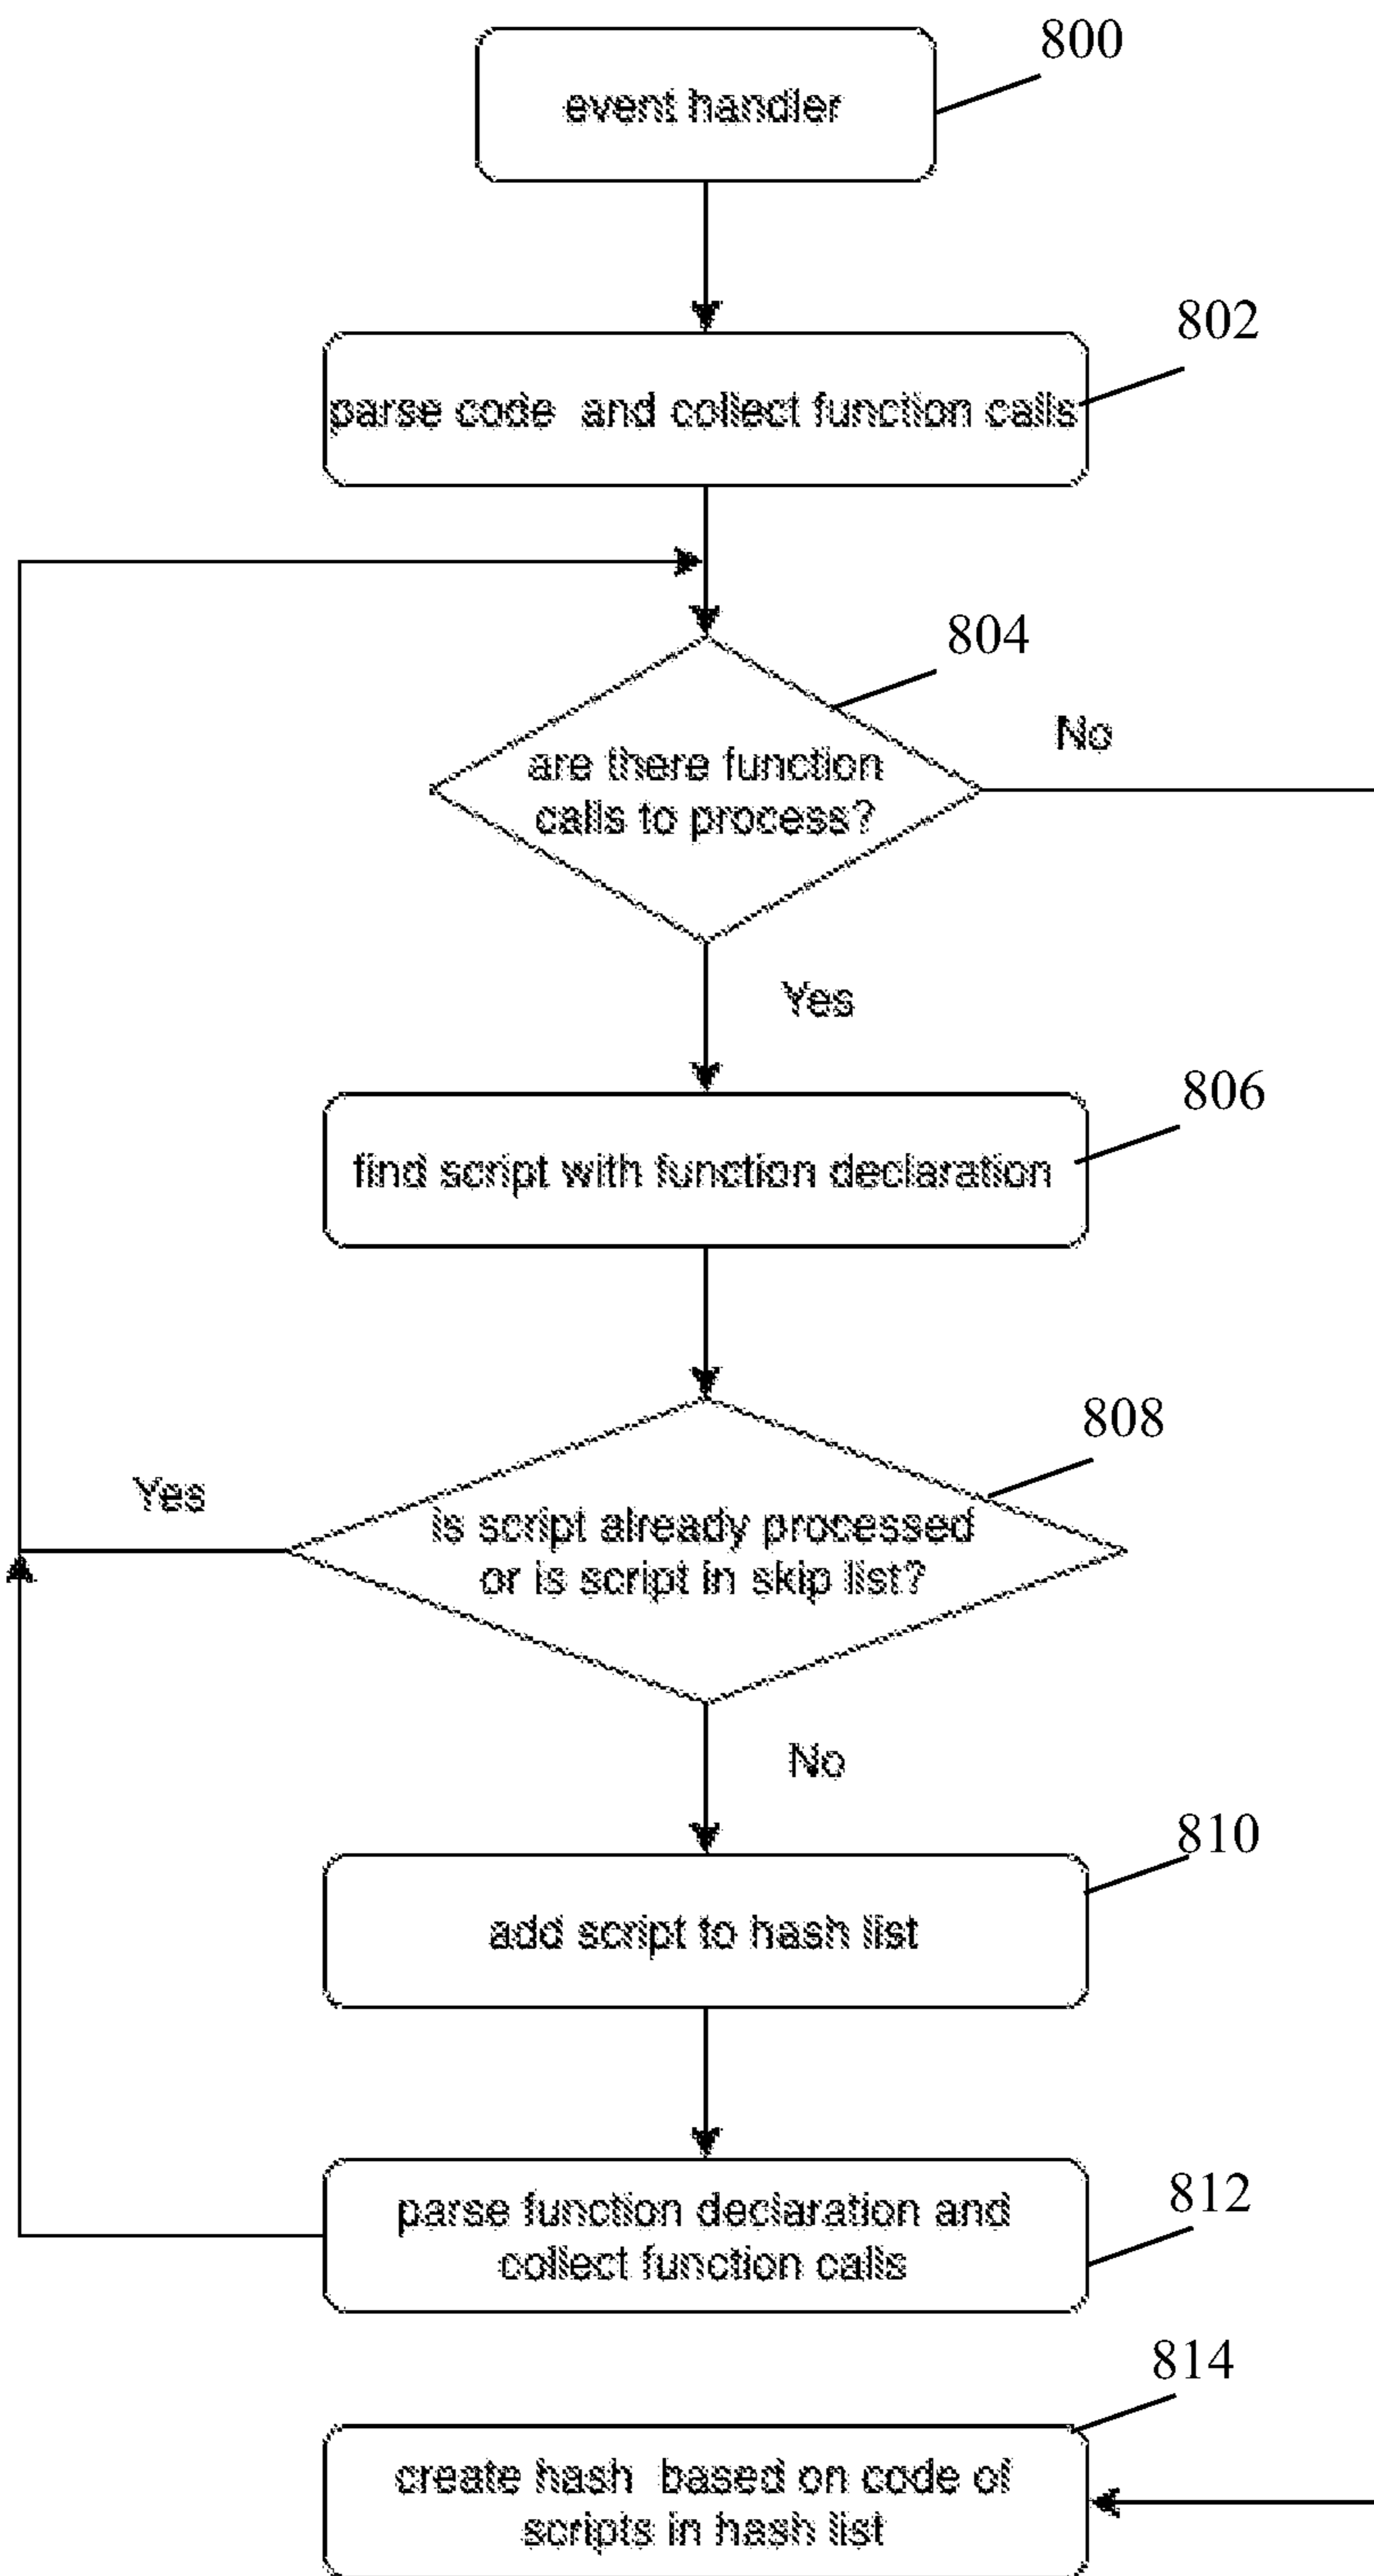 800
event handler
802
parse code and collect function calls
804
No
are there function
calls to process?
Yes
806
find script with function declaration
808
Yes
is script already processed
or is script in skip list?
No
810
add script to hash list
812
parse function declaration and
collect function calls
814
create hash based on code of
scripts in hash list